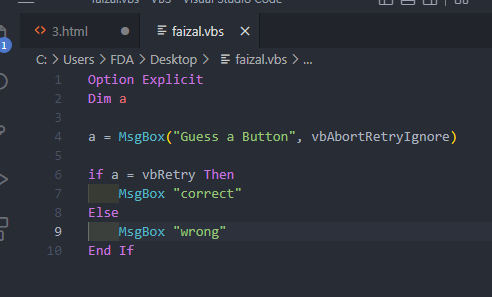 faizal.vbs - VBS - Visual Studio Code
3.html
faizal.vbs
C: > Users > FDA > Desktop > faizal.vbs > ...
1 Option Explicit
2 Dim a
3
4 a = MsgBox("Guess a Button", vbAbortRetryIgnore)
5
6 if a = vbRetry Then
7 MsgBox "correct"
8 Else
9 MsgBox "wrong"
10 End If
1